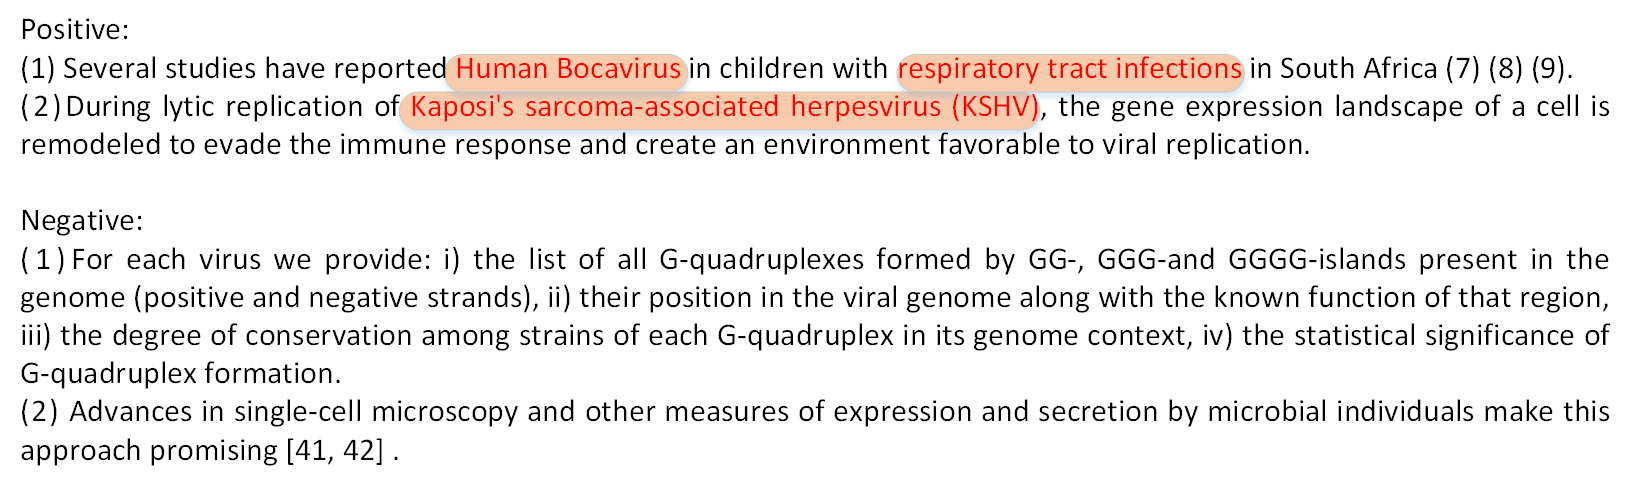 Positive:
(1) Several studies have reported Human Bocavirus in children with respiratory tract infections in South Africa (7) (8) (9).
(2) During lytic replication of Kaposi's sarcoma-associated herpesvirus (KSHV), the gene expression landscape of a cell is
remodeled to evade the immune response and create an environment favorable to viral replication.
Negative:
(1) For each virus we provide: i) the list of all G-quadruplexes formed by GG-, GGG-and GGGG-islands present in the
genome (positive and negative strands), ii) their position in the viral genome along with the known function of that region,
iii) the degree of conservation among strains of each G-quadruplex in its genome context, iv) the statistical significance of
G-quadruplex formation.
(2) Advances in single-cell microscopy and other measures of expression and secretion by microbial individuals make this
approach promising [41, 42] .